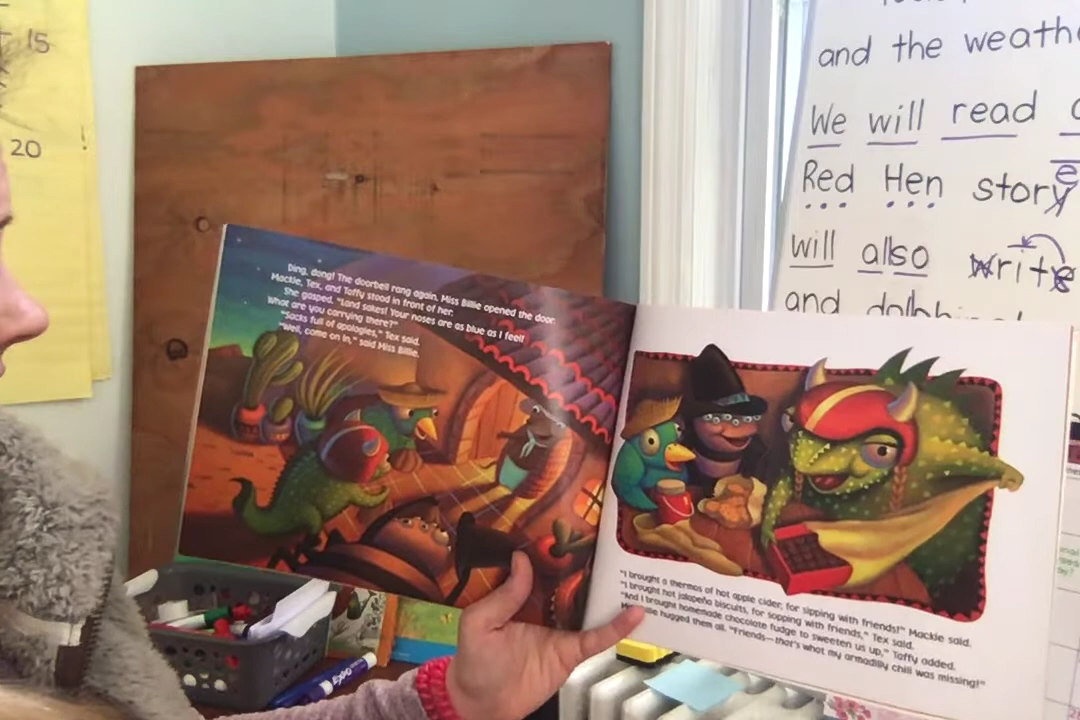 15
20
and the
We will read
Red Hen story
will also write
and
Ding, dong! The doorbell rang again. Miss Billie opened the door.
Mackie, Tex, and Taffy stood in front of her.
She gasped. "Land sakes! Your noses are as blue as I feel!
What are you carrying there?"
"Sacks full of apologies," Tex said.
"Well, come on in," said Miss Billie.
"I brought a thermos of hot apple cider, for sipping with friends!" Mackie said.
"I brought hot jalapeño biscuits, for sopping with friends," Tex said.
"And I brought homemade chocolate fudge to sweeten us up," Taffy added.
hugged them all. "Friends—that's what my armadilly chili was missing!"
EXPO